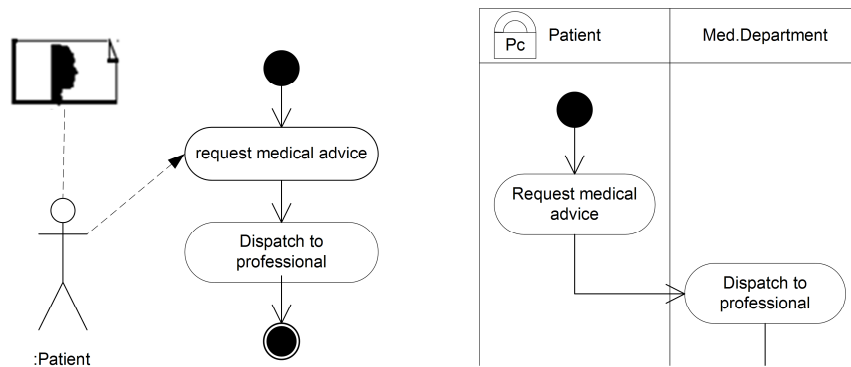 request medical advice
Dispatch to
professional
:Patient
Pc
Patient
Med.Department
Request medical
advice
Dispatch to
professional